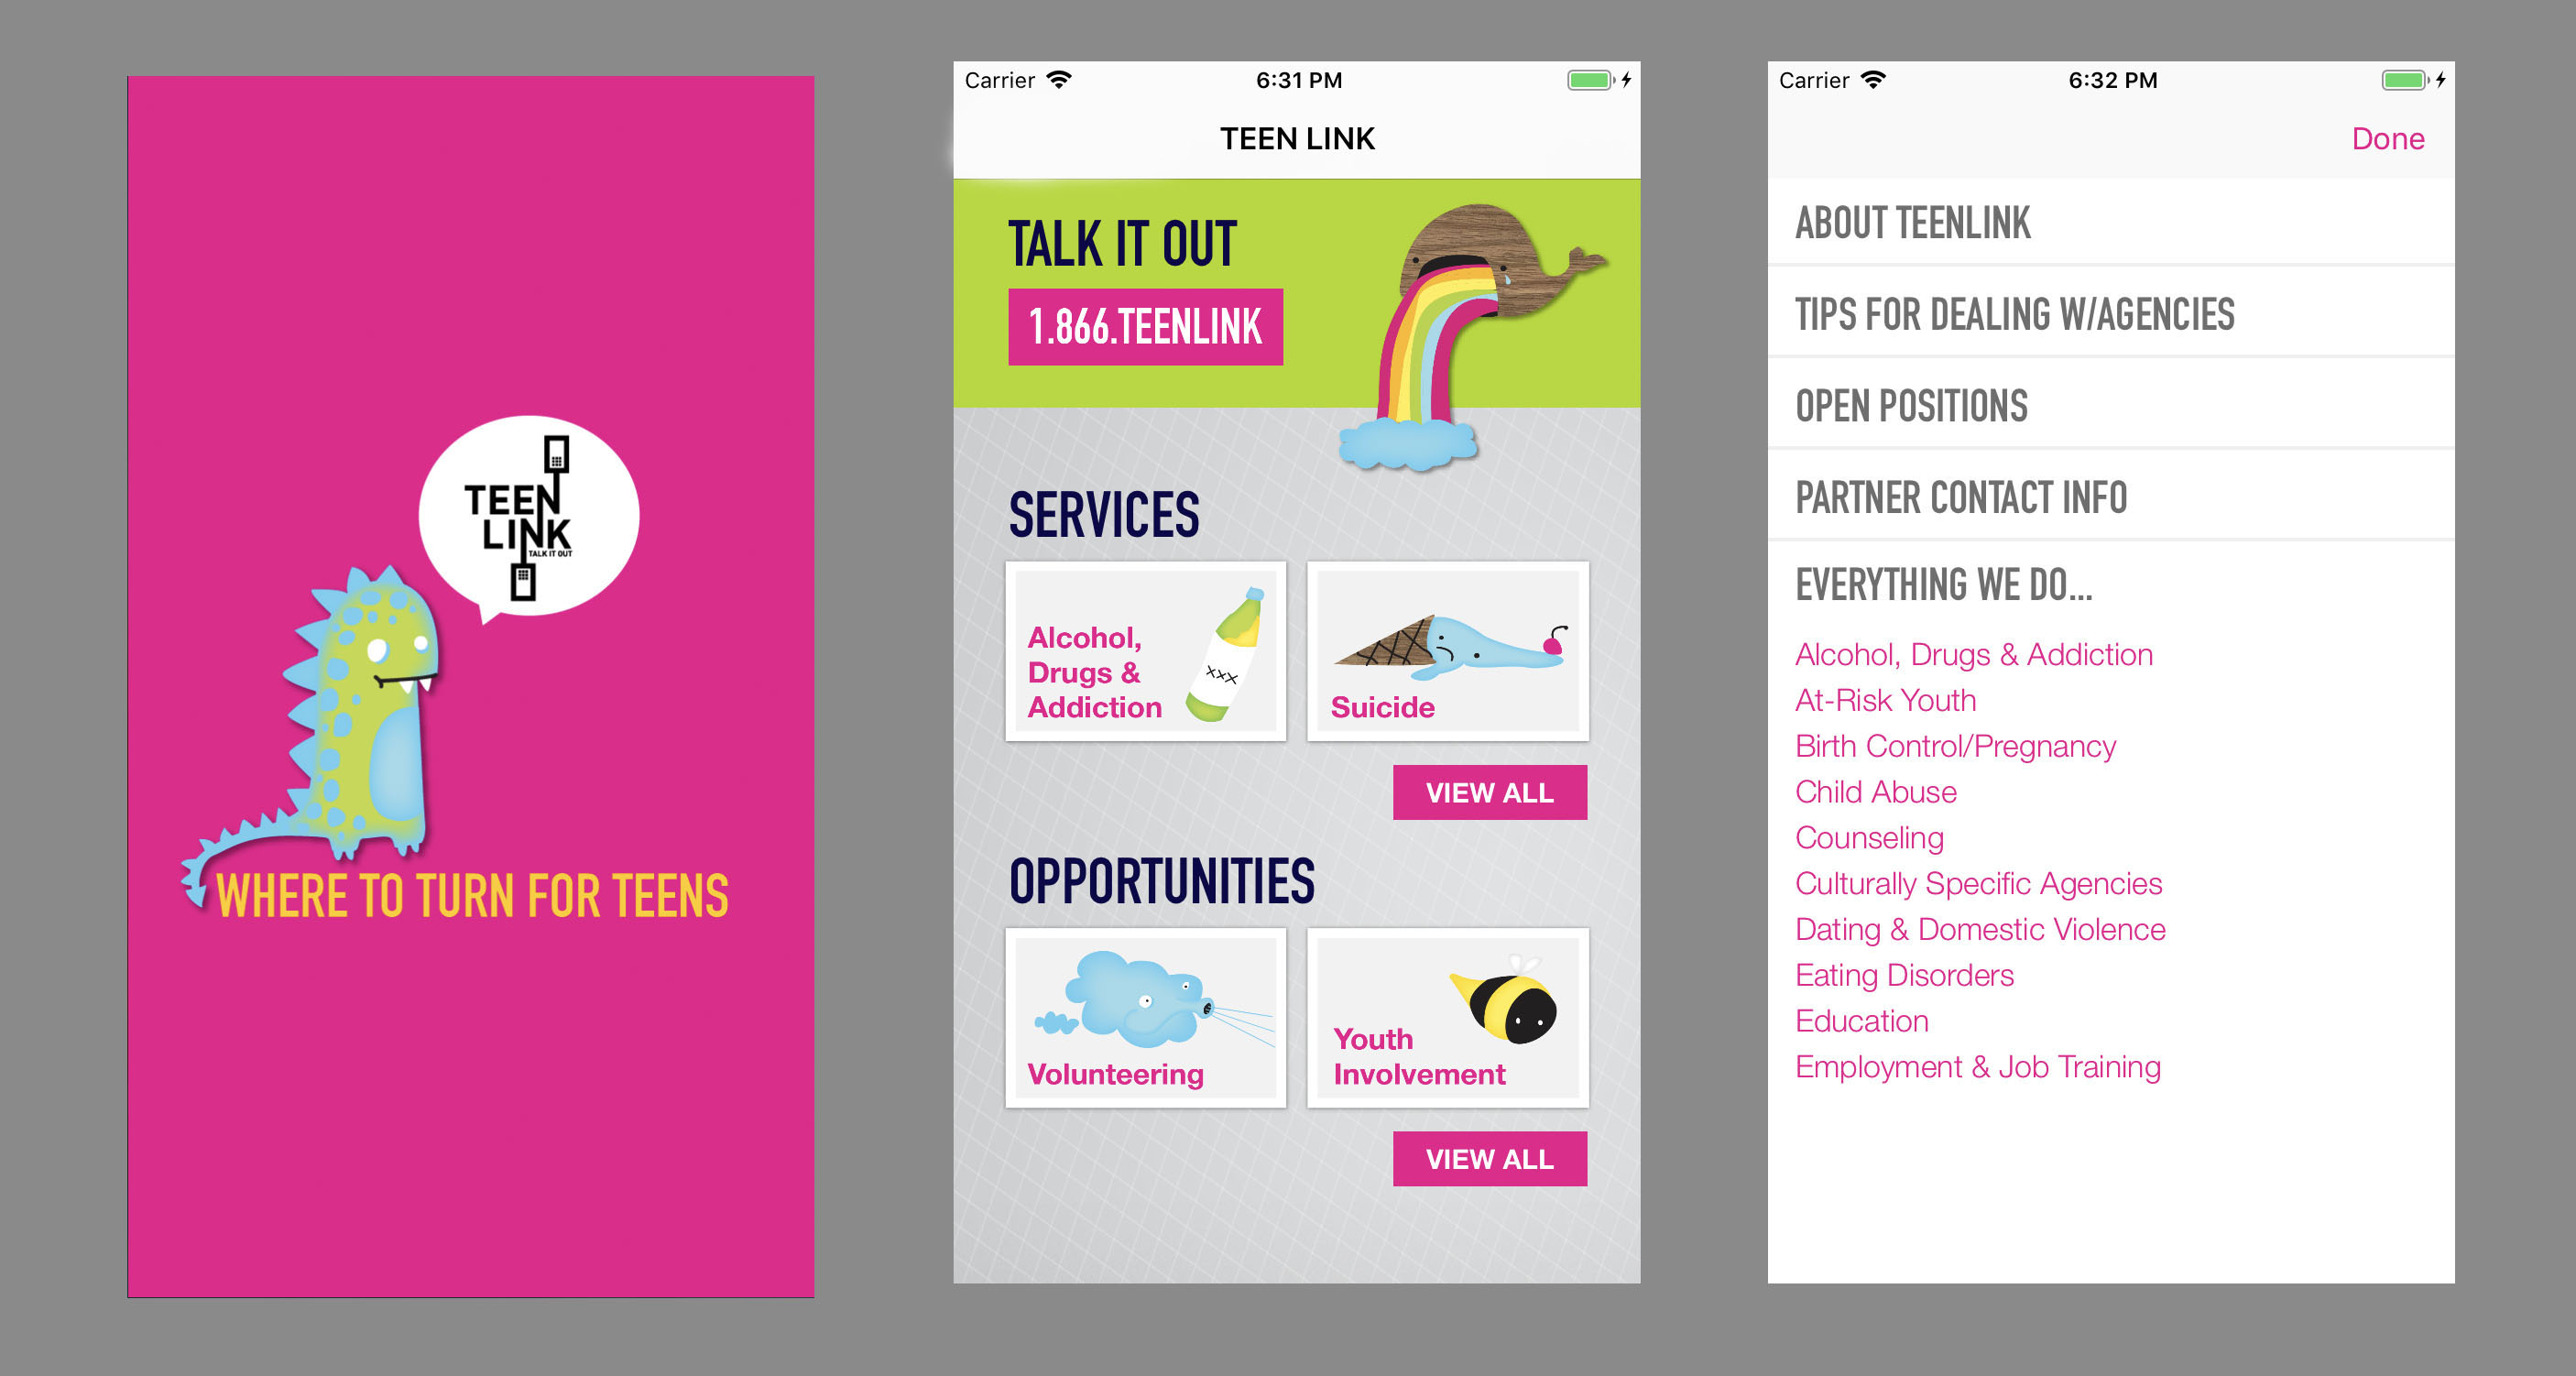 TEEN
LINK
TALK IT OUT
WHERE TO TURN FOR TEENS
Carrier 6:31 PM
TEEN LINK
TALK IT OUT
1.866.TEENLINK
SERVICES
Alcohol,
Drugs &
Addiction
XXX
Suicide
VIEW ALL
OPPORTUNITIES
Volunteering
Youth
Involvement
VIEW ALL
Carrier 6:32 PM
Done
ABOUT TEENLINK
TIPS FOR DEALING W/AGENCIES
OPEN POSITIONS
PARTNER CONTACT INFO
EVERYTHING WE DO...
Alcohol, Drugs & Addiction
At-Risk Youth
Birth Control/Pregnancy
Child Abuse
Counseling
Culturally Specific Agencies
Dating & Domestic Violence
Eating Disorders
Education
Employment & Job Training